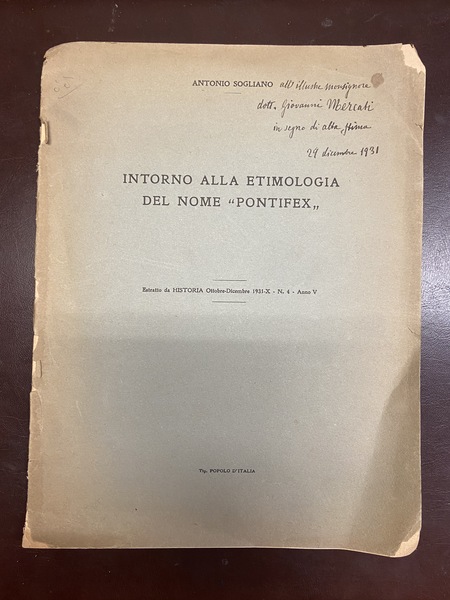 ANTONIO SOGLIANO all'illustre monsignore
dott. Giovanni Mercati
in segno di alta stima
29 dicembre 1931
INTORNO ALLA ETIMOLOGIA
DEL NOME “PONTIFEX„
Estratto da HISTORIA Ottobre-Dicembre 1931-X - N. 4 - Anno V
Tip. POPOLO D'ITALIA